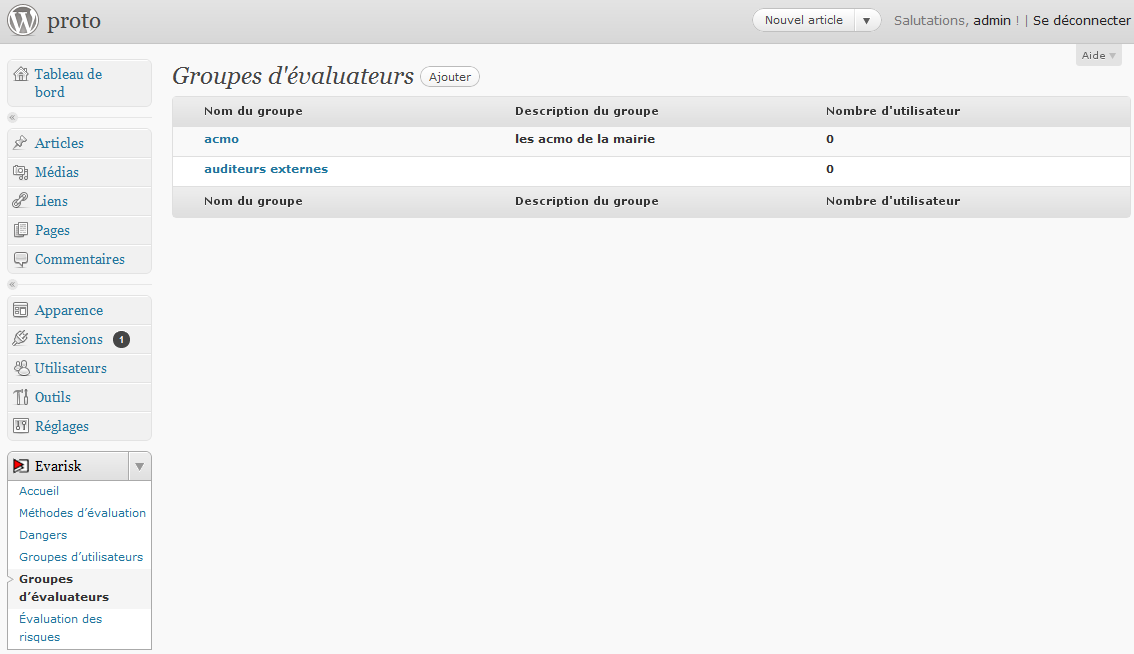 proto
Nouvel article
Salutations, admin ! | Se déconnecter
Aide
Tableau de
bord
Articles
Médias
Liens
Pages
Commentaires
Apparence
Extensions 1
Utilisateurs
Outils
Réglages
Evarisk
Accueil
Méthodes d’évaluation
Dangers
Groupes d’utilisateurs
Groupes
d’évaluateurs
Évaluation des
risques
Groupes d'évaluateurs Ajouter
Nom du groupe Description du groupe Nombre d'utilisateur
acmo les acmo de la mairie 0
auditeurs externes 0
Nom du groupe Description du groupe Nombre d'utilisateur